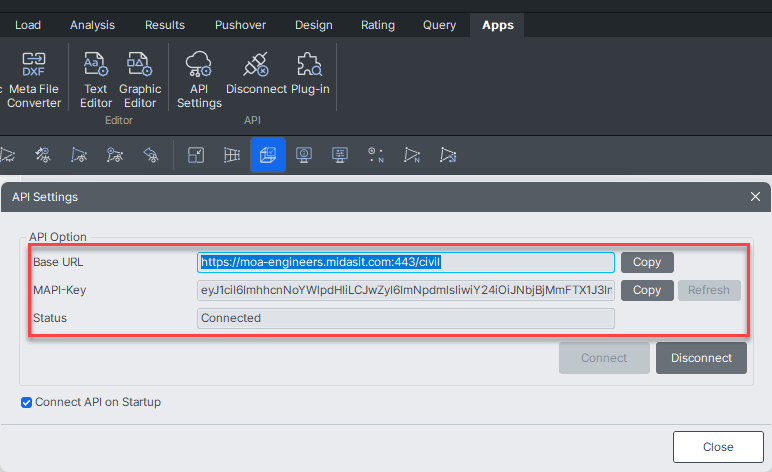 Load Analysis Results Pushover Design Rating Query Apps
DXF Aa
Meta File Converter
Text Editor
Graphic Editor
API Settings
Disconnect
Plug-in
Editor API
N N
API Settings
API Option
Base URL https://moa-engineers.midasit.com:443/civil Copy
MAPI-Key Copy Refresh
Status Connected
Connect Disconnect
Connect API on Startup
Close